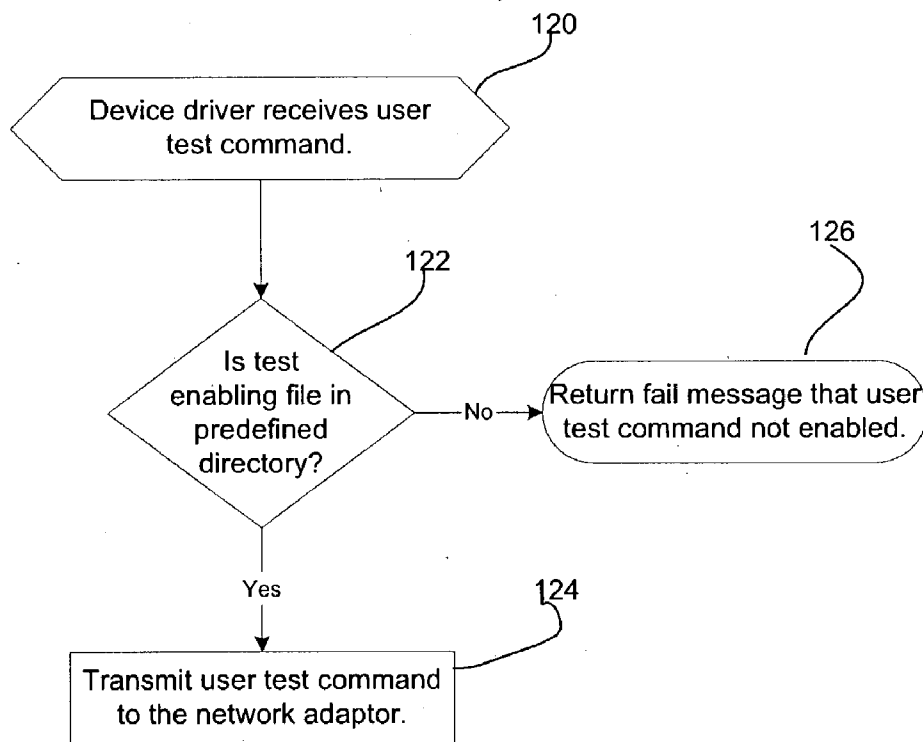 120
Device driver receives user
test command.
122
Is test
enabling file in
predefined
directory?
No
126
Return fail message that user
test command not enabled.
Yes
124
Transmit user test command
to the network adaptor.